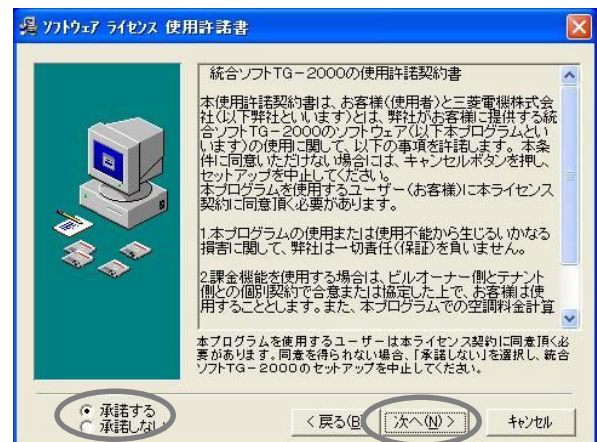 ソフトウェア ライセンス 使用許諾書
統合ソフトTG-2000の使用許諾契約書
本使用許諾契約書は、お客様(使用者)と三菱電機株式会
社(以下弊社といいます)とは、弊社がお客様に提供する統
合ソフトTG-2000のソフトウェア(以下本プログラムとい
います)の使用に関して、以下の事項を許諾します。本条
件に同意いただけない場合には、キャンセルボタンを押し、
セットアップを中止してください。
本プログラムを使用するユーザー(お客様)に本ライセンス
契約に同意頂く必要があります。
1.本プログラムの使用または使用不能から生じるいかなる
損害に関して、弊社は一切責任(保証)を負いません。
2.課金機能を使用する場合は、ビルオーナー側とテナント
側との個別契約で合意または協定した上で、お客様は使
用することとします。また、本プログラムでの空調料金計算
本プログラムを使用するユーザーは本ライセンス契約に同意頂く必
要があります。同意を得られない場合、「承諾しない」を選択し、統合
ソフトTG-2000のセットアップを中止してください。
承諾する
承諾しない
< 戻る(B)
次へ(N) >
キャンセル